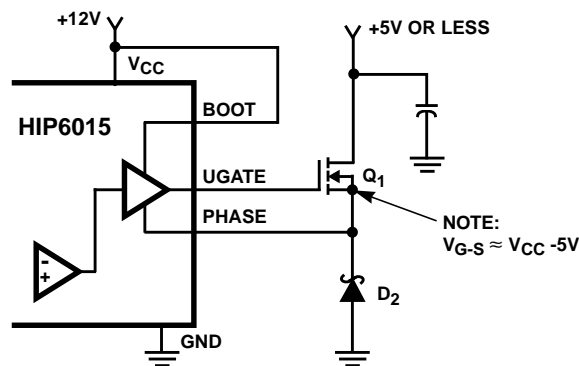 +12V
+5V OR LESS
VCC
BOOT
HIP6015
UGATE
Q1
PHASE
NOTE:
VG-S ≈ VCC -5V
-
+
D2
GND